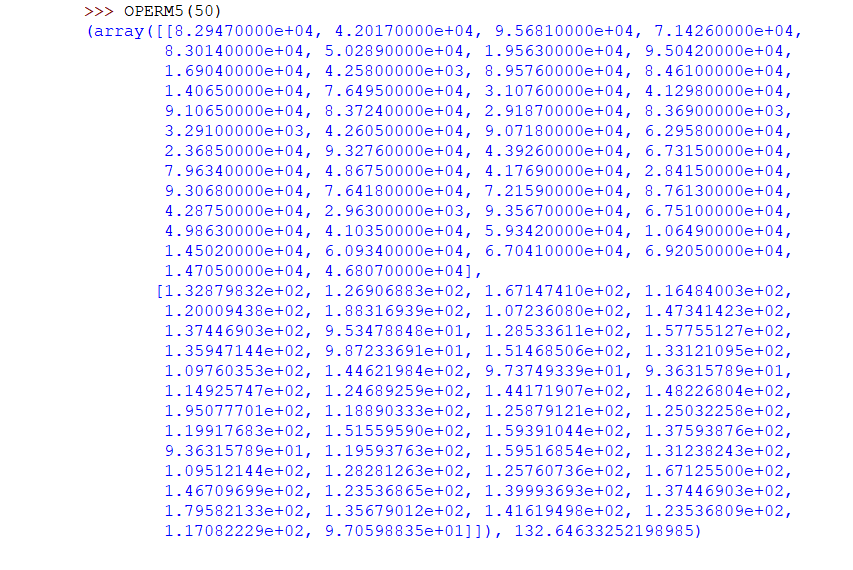 >>> OPERM5(50)
(array([[8.29470000e+04, 4.20170000e+04, 9.56810000e+04, 7.14260000e+04,
8.30140000e+04, 5.02890000e+04, 1.95630000e+04, 9.50420000e+04,
1.69040000e+04, 4.25800000e+03, 8.95760000e+04, 8.46100000e+04,
1.40650000e+04, 7.64950000e+04, 3.10760000e+04, 4.12980000e+04,
9.10650000e+04, 8.37240000e+04, 2.91870000e+04, 8.36900000e+03,
3.29100000e+03, 4.26050000e+04, 9.07180000e+04, 6.29580000e+04,
2.36850000e+04, 9.32760000e+04, 4.39260000e+04, 6.73150000e+04,
7.96340000e+04, 4.86750000e+04, 4.17690000e+04, 2.84150000e+04,
9.30680000e+04, 7.64180000e+04, 7.21590000e+04, 8.76130000e+04,
4.28750000e+04, 2.96300000e+03, 9.35670000e+04, 6.75100000e+04,
4.98630000e+04, 4.10350000e+04, 5.93420000e+04, 1.06490000e+04,
1.45020000e+04, 6.09340000e+04, 6.70410000e+04, 6.92050000e+04,
1.47050000e+04, 4.68070000e+04],
[1.32879832e+02, 1.26906883e+02, 1.67147410e+02, 1.16484003e+02,
1.20009438e+02, 1.88316939e+02, 1.07236080e+02, 1.47341423e+02,
1.37446903e+02, 9.53478848e+01, 1.28533611e+02, 1.57755127e+02,
1.35947144e+02, 9.87233691e+01, 1.51468506e+02, 1.33121095e+02,
1.09760353e+02, 1.44621984e+02, 9.73749339e+01, 9.36315789e+01,
1.14925747e+02, 1.24689259e+02, 1.44171907e+02, 1.48226804e+02,
1.95077701e+02, 1.18890333e+02, 1.25879121e+02, 1.25032258e+02,
1.19917683e+02, 1.51559590e+02, 1.59391044e+02, 1.37593876e+02,
9.36315789e+01, 1.19593763e+02, 1.59516854e+02, 1.31238243e+02,
1.09512144e+02, 1.28281263e+02, 1.25760736e+02, 1.67125500e+02,
1.46709699e+02, 1.23536865e+02, 1.39993693e+02, 1.37446903e+02,
1.79582133e+02, 1.35679012e+02, 1.41619498e+02, 1.23536809e+02,
1.17082229e+02, 9.70598835e+01]]), 132.64633252198985)